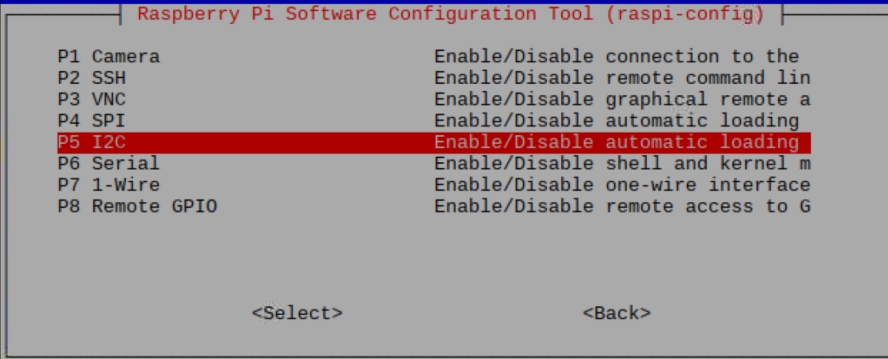 Raspberry Pi Software Configuration Tool (raspi-config)
P1 Camera Enable/Disable connection to the
P2 SSH Enable/Disable remote command lin
P3 VNC Enable/Disable graphical remote a
P4 SPI Enable/Disable automatic loading
P5 I2C Enable/Disable automatic loading
P6 Serial Enable/Disable shell and kernel m
P7 1-Wire Enable/Disable one-wire interface
P8 Remote GPIO Enable/Disable remote access to G
<Select> <Back>